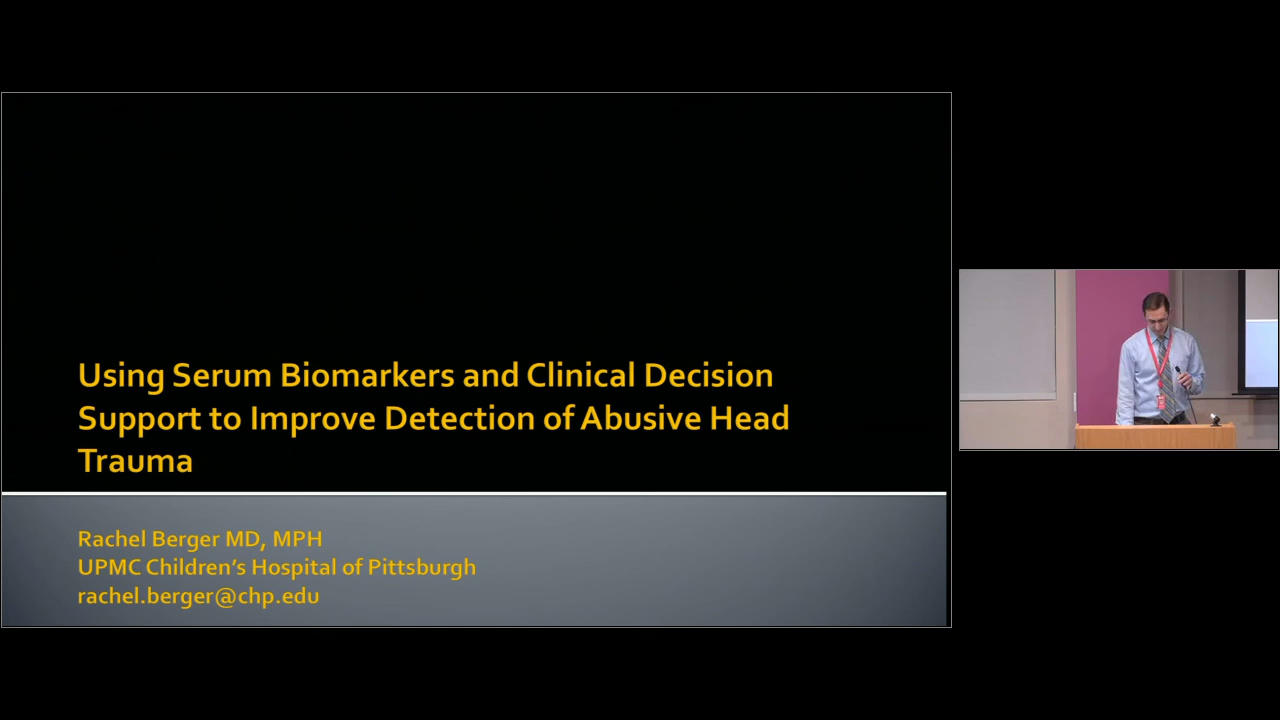 Using Serum Biomarkers and Clinical Decision
Support to Improve Detection of Abusive Head
Trauma
Rachel Berger MD, MPH
UPMC Children's Hospital of Pittsburgh
rachel.berger@chp.edu